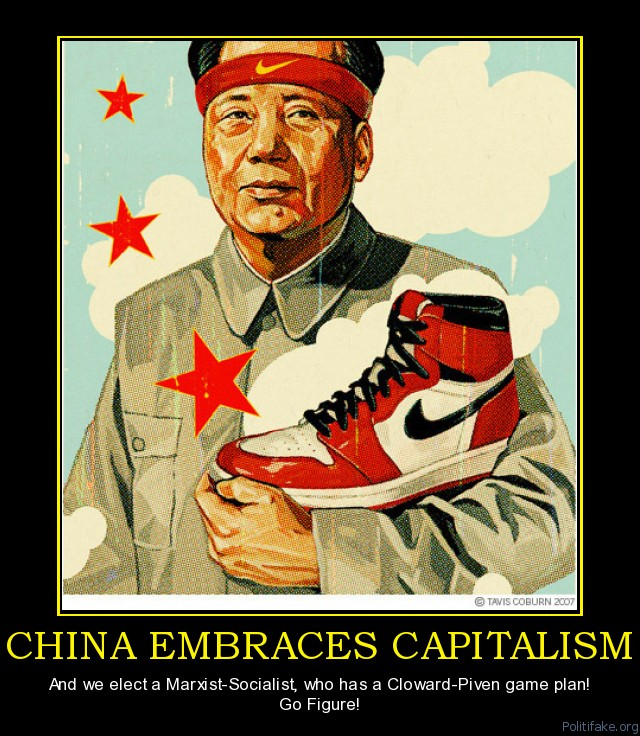 © TAVIS COBURN 2007
CHINA EMBRACES CAPITALISM
And we elect a Marxist-Socialist, who has a Cloward-Piven game plan!
Go Figure!
Politifake.org